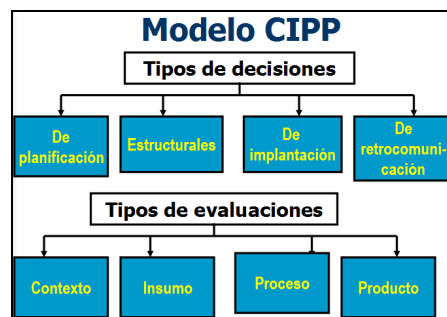 Modelo CIPP
Tipos de decisiones
De
planificación
Estructurales
De
implantación
De
retrocomuni-
cación
Tipos de evaluaciones
Contexto
Insumo
Proceso
Producto